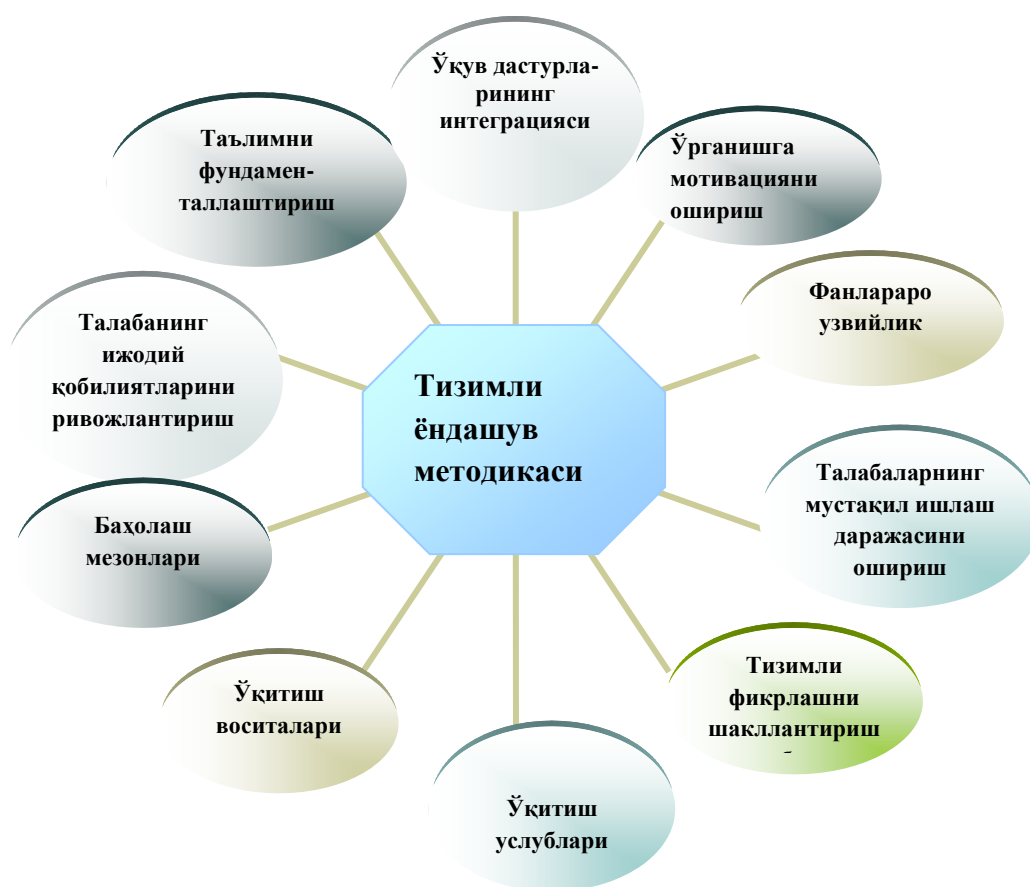 Ўқув дастурла-
рининг
интеграцияси
Ўрганишга
мотивацияни
ошириш
Таълимни
фундамен-
таллаштириш
Фанлараро
узвийлик
Талабанинг
ижодий
қобилиятларини
ривожлантириш
Тизимли
ёндашув
методикаси
Талабаларнинг
мустақил ишлаш
даражасини
ошириш
Баҳолаш
мезонлари
Тизимли
фикрлашни
шакллантириш
Ўқитиш
воситалари
Ўқитиш
услублари